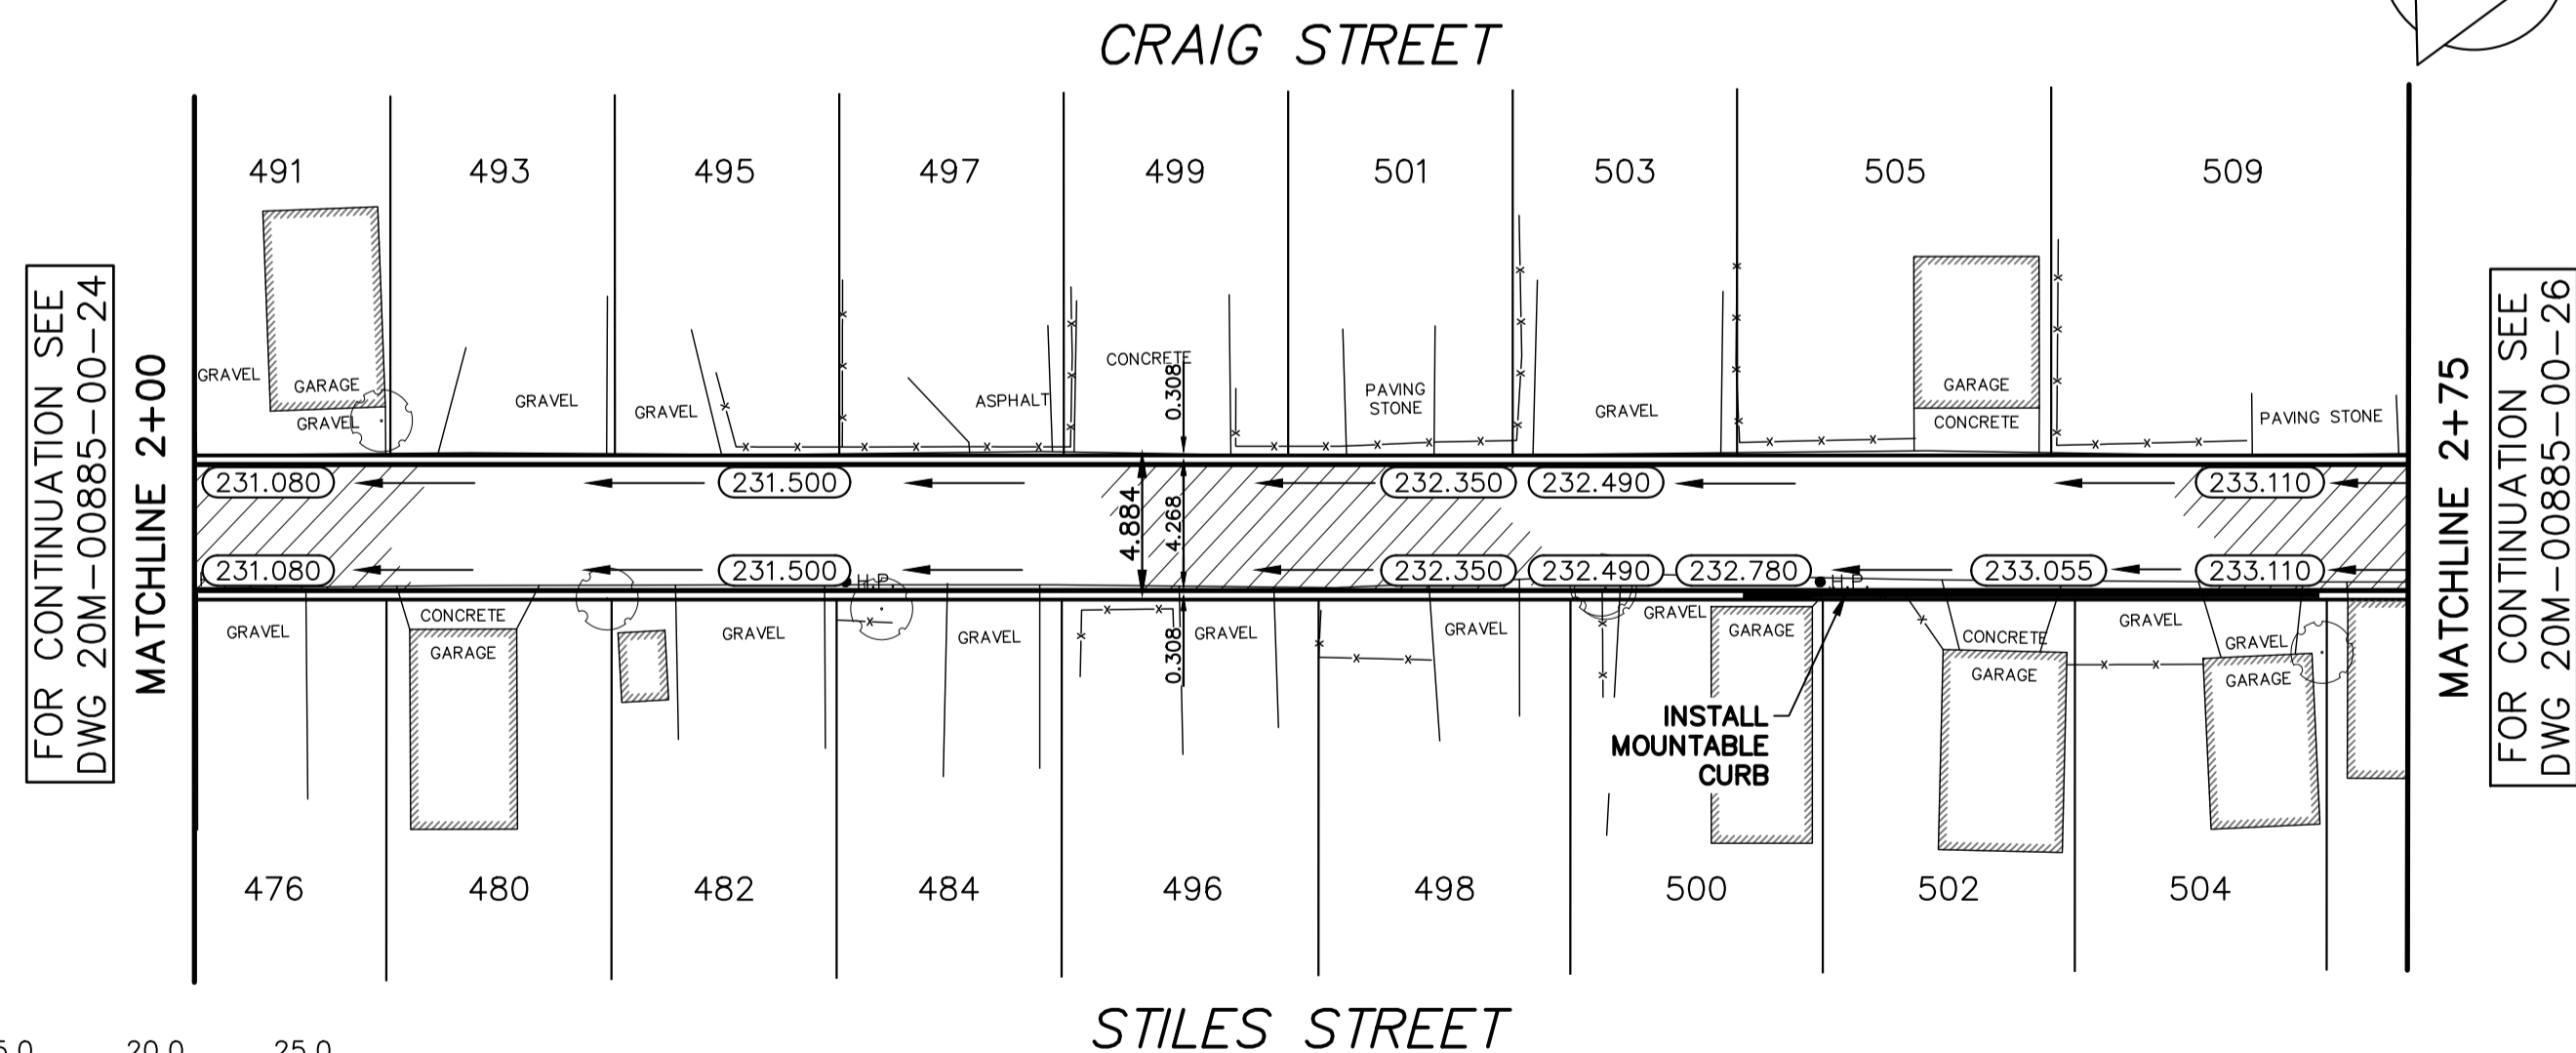 CRAIG STREET
491 493 495 497 499 501 503 505 509
FOR CONTINUATION SEE
DWG 20M-00885-00-24
MATCHLINE 2+00
MATCHLINE 2+75
FOR CONTINUATION SEE
DWG 20M-00885-00-26
GRAVEL
GARAGE
GRAVEL
GRAVEL
GRAVEL
ASPHALT
CONCRETE
0.308
PAVING
STONE
GRAVEL
GARAGE
CONCRETE
PAVING STONE
231.080 231.500 232.350 232.490 233.110
4.884
4.268
231.080 231.500 H.P. 232.350 232.490 232.780 H.P. 233.055 233.110
GRAVEL
CONCRETE
GARAGE
GRAVEL
GRAVEL
0.308
GRAVEL
GRAVEL
GRAVEL
GARAGE
CONCRETE
GARAGE
GRAVEL
GRAVEL
GARAGE
INSTALL
MOUNTABLE
CURB
476 480 482 484 496 498 500 502 504
STILES STREET
20.0 25.0